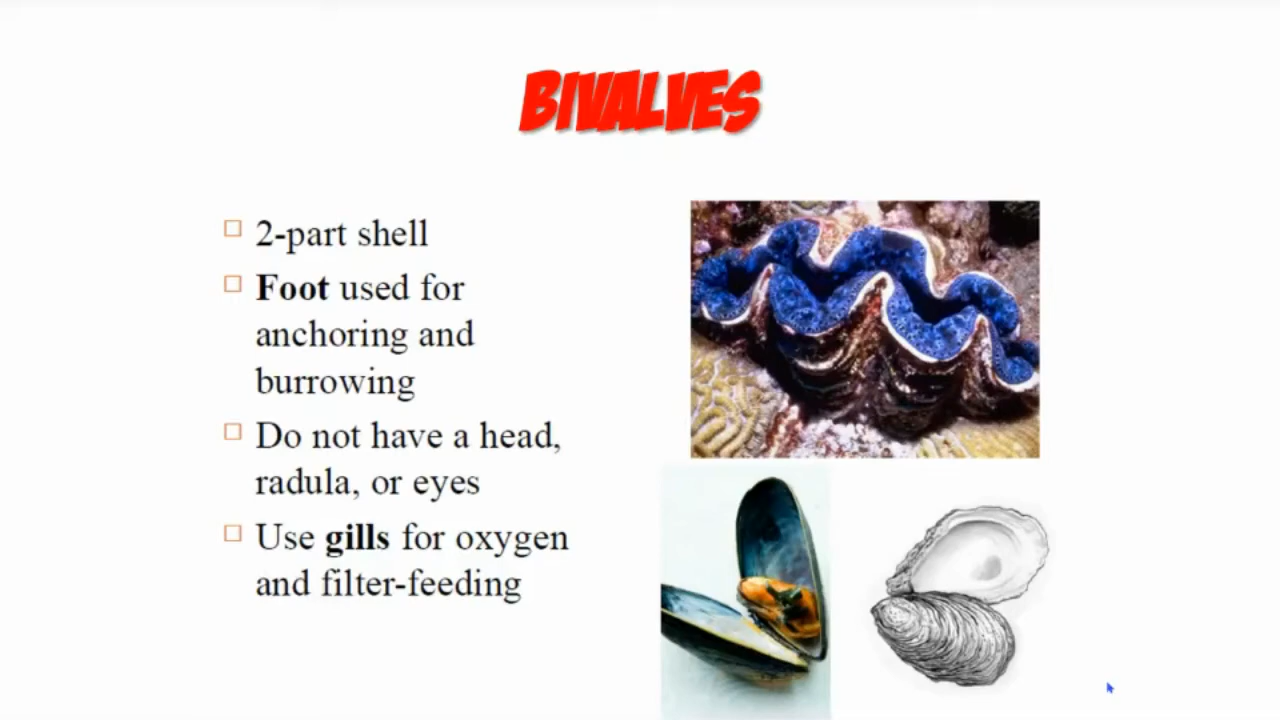 BIVALVES
2-part shell
Foot used for
anchoring and
burrowing
Do not have a head,
radula, or eyes
Use gills for oxygen
and filter-feeding